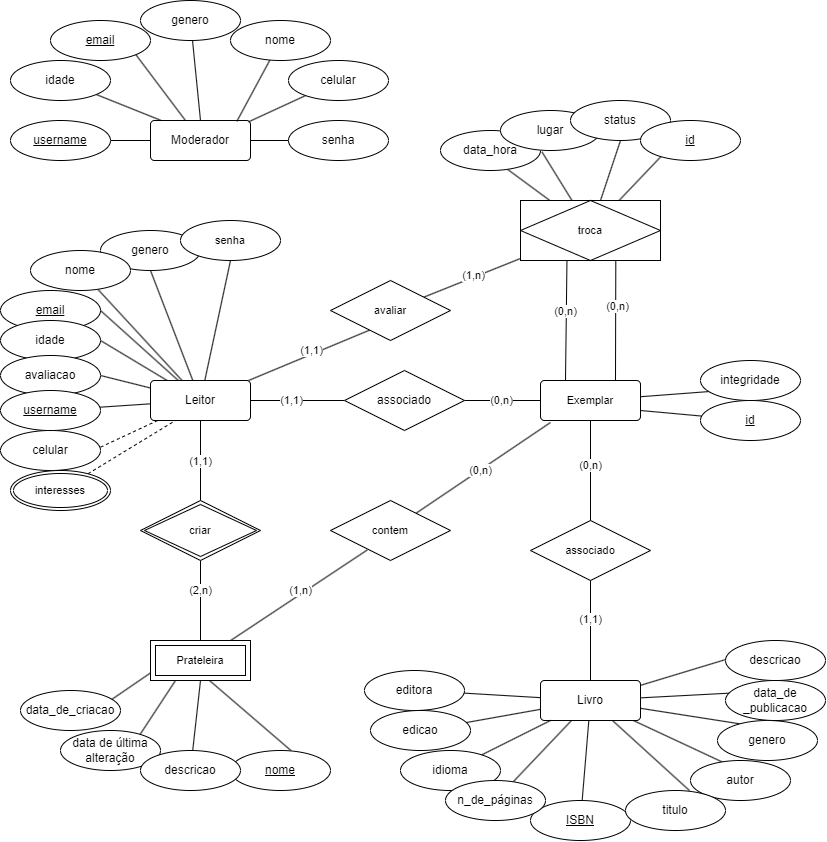 genero
email
nome
idade
celular
username
Moderador
senha
status
lugar
id
data_hora
troca
senha
genero
nome
(1,n)
email
avaliar
(0,n)
(0,n)
idade
(1,1)
avaliacao
integridade
Leitor
(1,1)
associado
(0,n)
Exemplar
username
id
celular
(1,1)
(0,n)
(0,n)
interesses
criar
contem
associado
(2,n)
(1,n)
(1,1)
Prateleira
descricao
editora
Livro
data_de
_publicacao
data_de_criacao
edicao
genero
data de última
alteração
descricao
nome
idioma
autor
n_de_páginas
titulo
ISBN